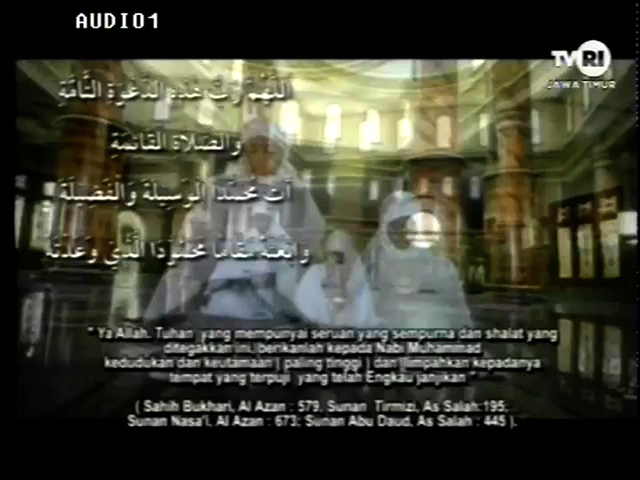 AUDIO1
TVRI
JAWA TIMUR
اللَّهُمَّ رَبَّ هَذِهِ الدَّعْوَةِ التَّامَّةِ
وَالصَّلَاةِ الْقَائِمَةِ
آتِ مُحَمَّدًا الْوَسِيلَةَ وَالْفَضِيلَةَ
وَابْعَثْهُ مَقَامًا مَحْمُودًا الَّذِي وَعَدْتَهُ
" Ya Allah. Tuhan yang mempunyai seruan yang sempurna dan shalat yang
ditegakkan ini, berikanlah kepada Nabi Muhammad
kedudukan dan keutamaan ( paling tinggi ) dan limpahkan kepadanya
tempat yang terpuji yang telah Engkau janjikan "
( Sahih Bukhari, Al Azan : 579, Sunan Tirmizi, As Salah:195;
Sunan Nasa'I, Al Azan : 673; Sunan Abu Daud, As Salah : 445 ).